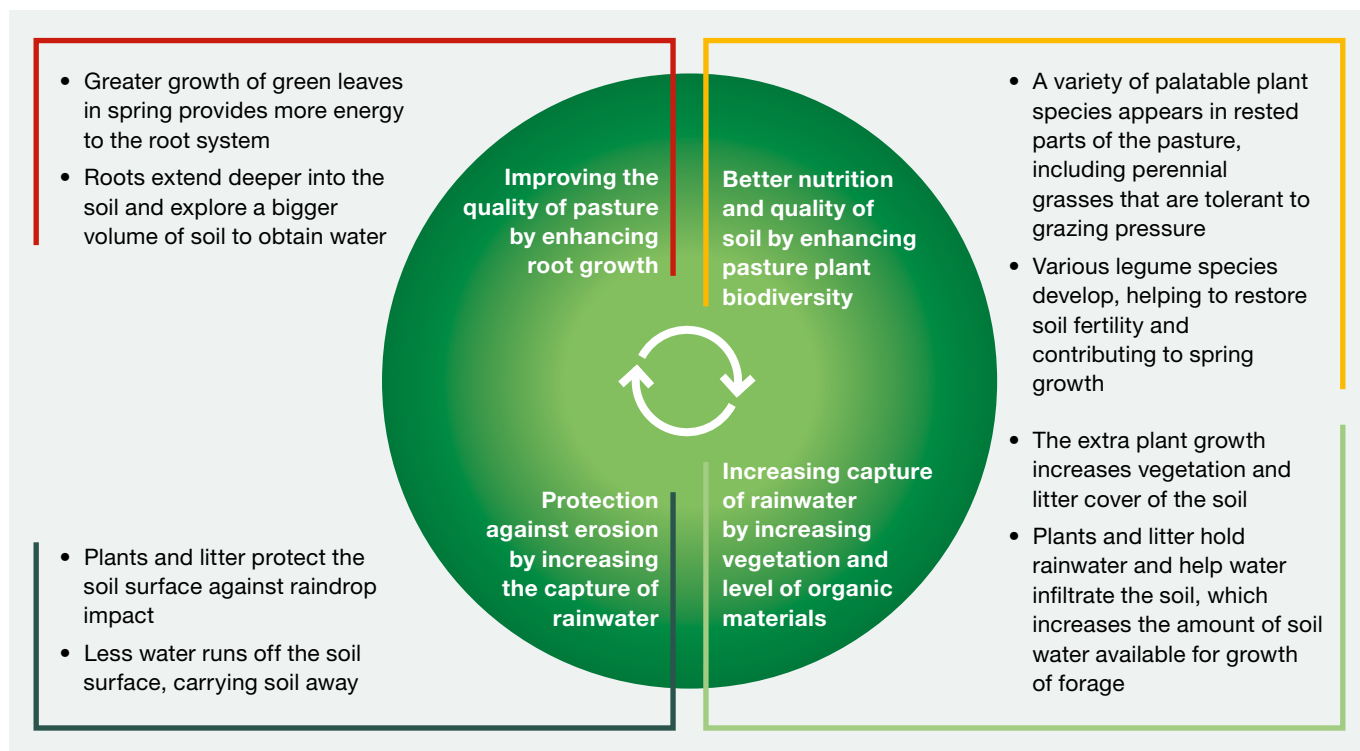 • Greater growth of green leaves
in spring provides more energy
to the root system
• Roots extend deeper into the
soil and explore a bigger
volume of soil to obtain water
Improving the
quality of pasture
by enhancing
root growth
Better nutrition
and quality of
soil by enhancing
pasture plant
biodiversity
• A variety of palatable plant
species appears in rested
parts of the pasture,
including perennial
grasses that are tolerant to
grazing pressure
• Various legume species
develop, helping to restore
soil fertility and
contributing to spring
growth
• Plants and litter protect the
soil surface against raindrop
impact
• Less water runs off the soil
surface, carrying soil away
Protection
against erosion
by increasing
the capture of
rainwater
Increasing capture
of rainwater
by increasing
vegetation and
level of organic
materials
• The extra plant growth
increases vegetation and
litter cover of the soil
• Plants and litter hold
rainwater and help water
infiltrate the soil, which
increases the amount of soil
water available for growth
of forage